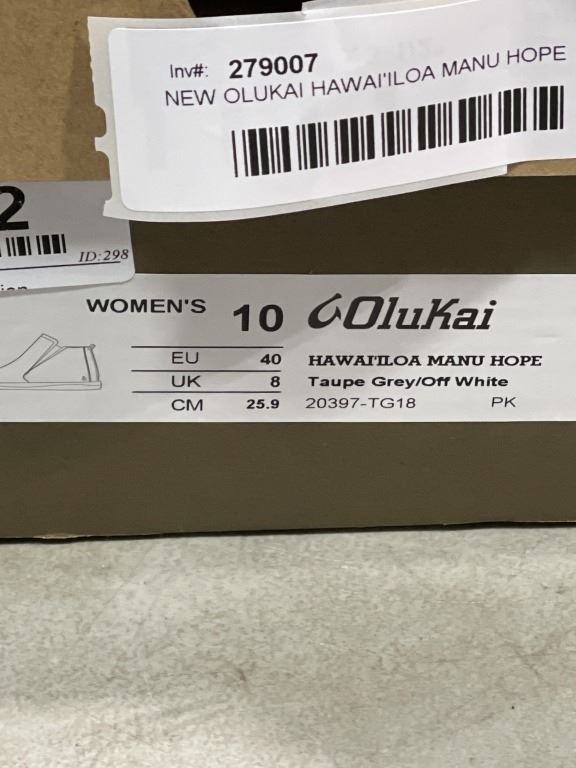 Inv#: 279007
NEW OLUKAI HAWAI'ILOA MANU HOPE
2
ID:298
WOMEN'S 10 OluKai
EU 40 HAWAI'ILOA MANU HOPE
UK 8 Taupe Grey/Off White
CM 25.9 20397-TG18 PK